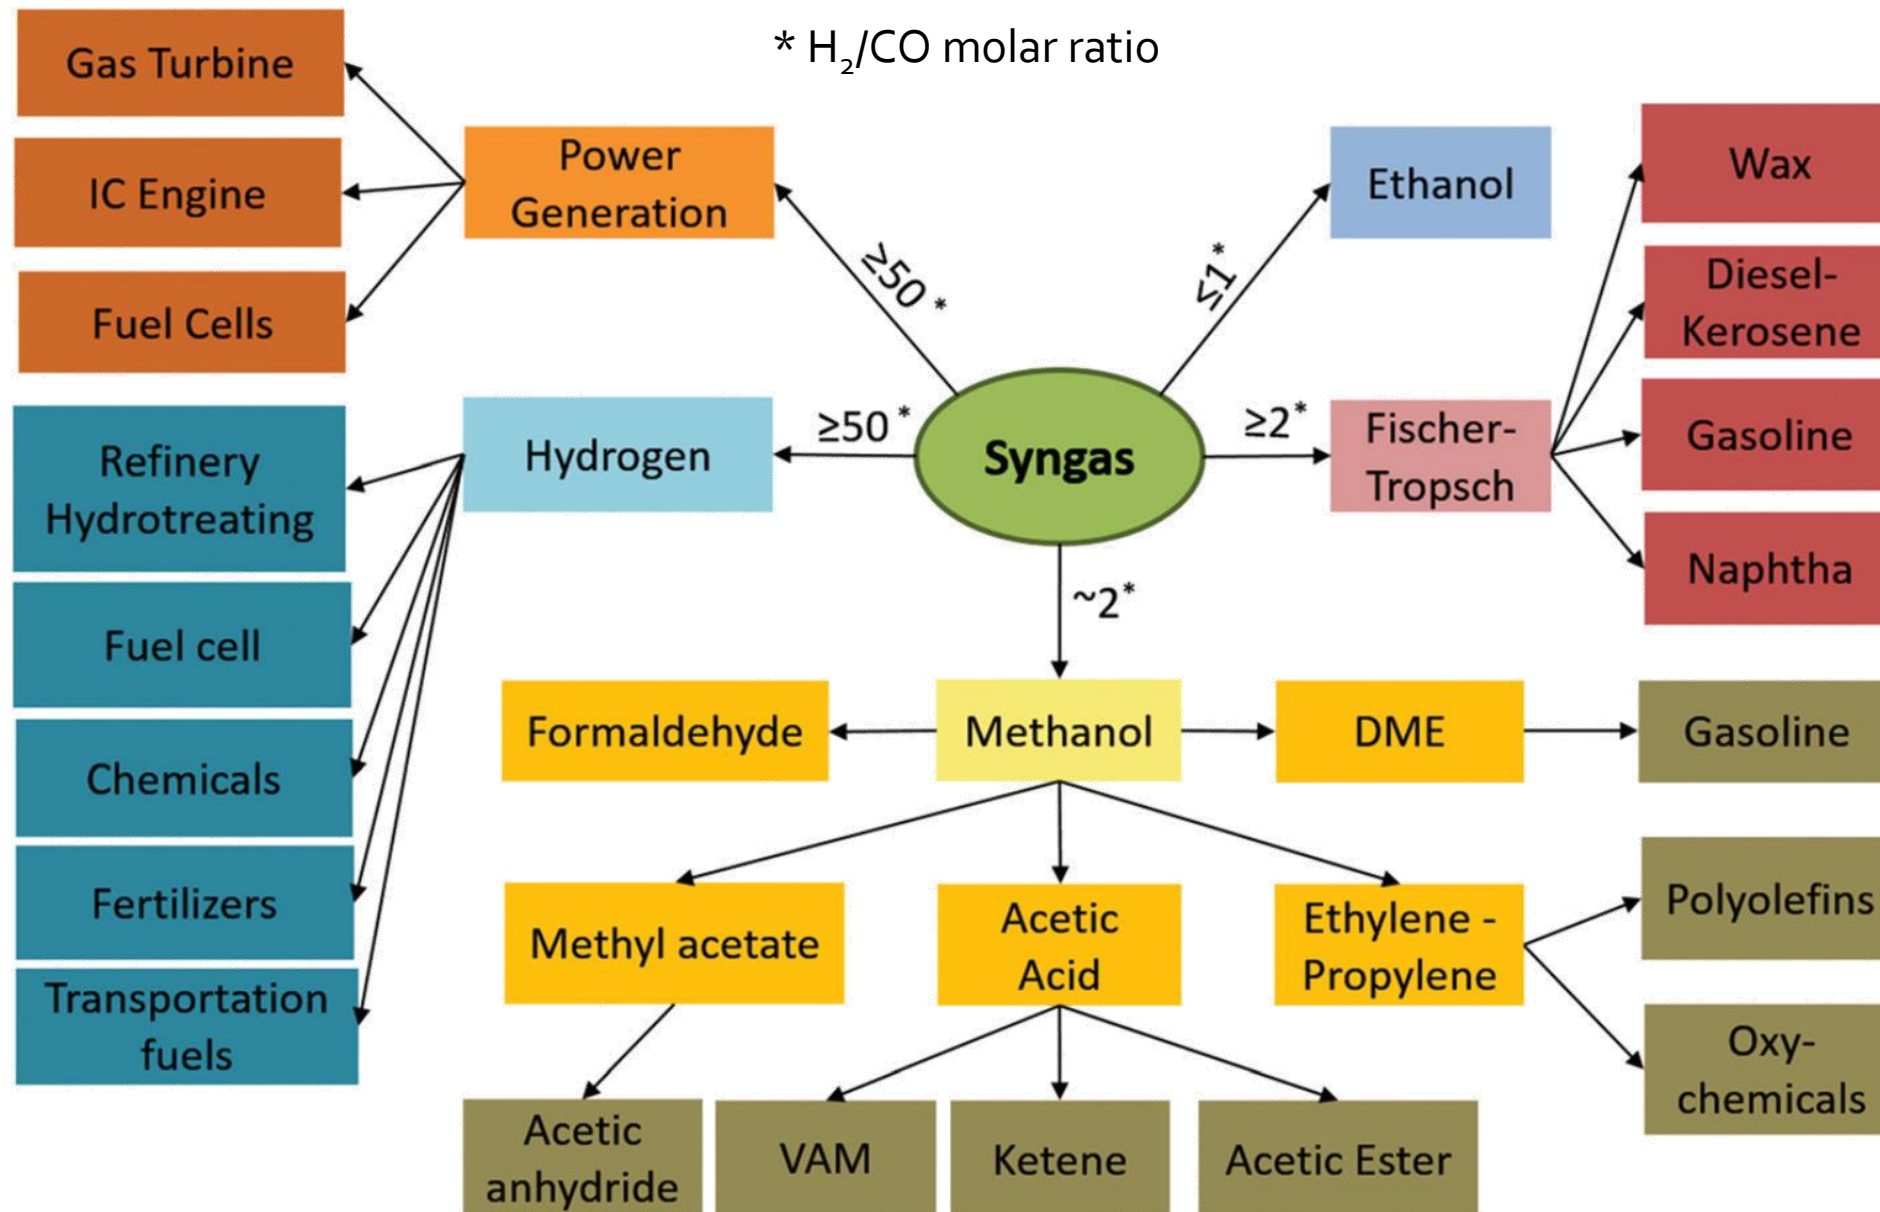 * H₂/CO molar ratio
Gas Turbine
IC Engine
Fuel Cells
Power
Generation
≥50 *
≤1*
Ethanol
Wax
Diesel-
Kerosene
Gasoline
Naphtha
Refinery
Hydrotreating
Fuel cell
Chemicals
Fertilizers
Transportation
fuels
Hydrogen
≥50 *
Syngas
≥2*
Fischer-
Tropsch
~2*
Formaldehyde
Methanol
DME
Gasoline
Methyl acetate
Acetic
Acid
Ethylene -
Propylene
Polyolefins
Oxy-
chemicals
Acetic
anhydride
VAM
Ketene
Acetic Ester